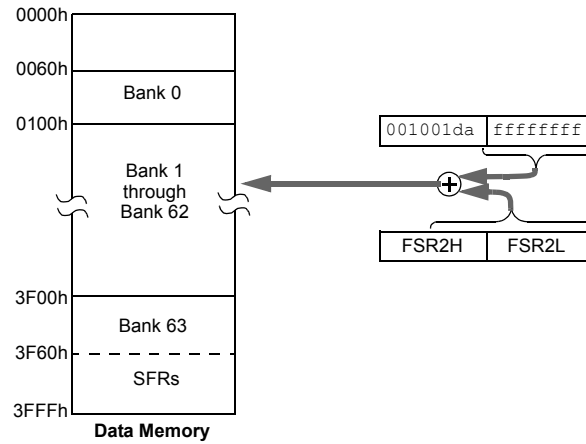 0000h
0060h
Bank 0
0100h
001001da ffffffff
Bank 1
through
Bank 62
FSR2H FSR2L
3F00h
Bank 63
3F60h
SFRs
3FFFh
Data Memory